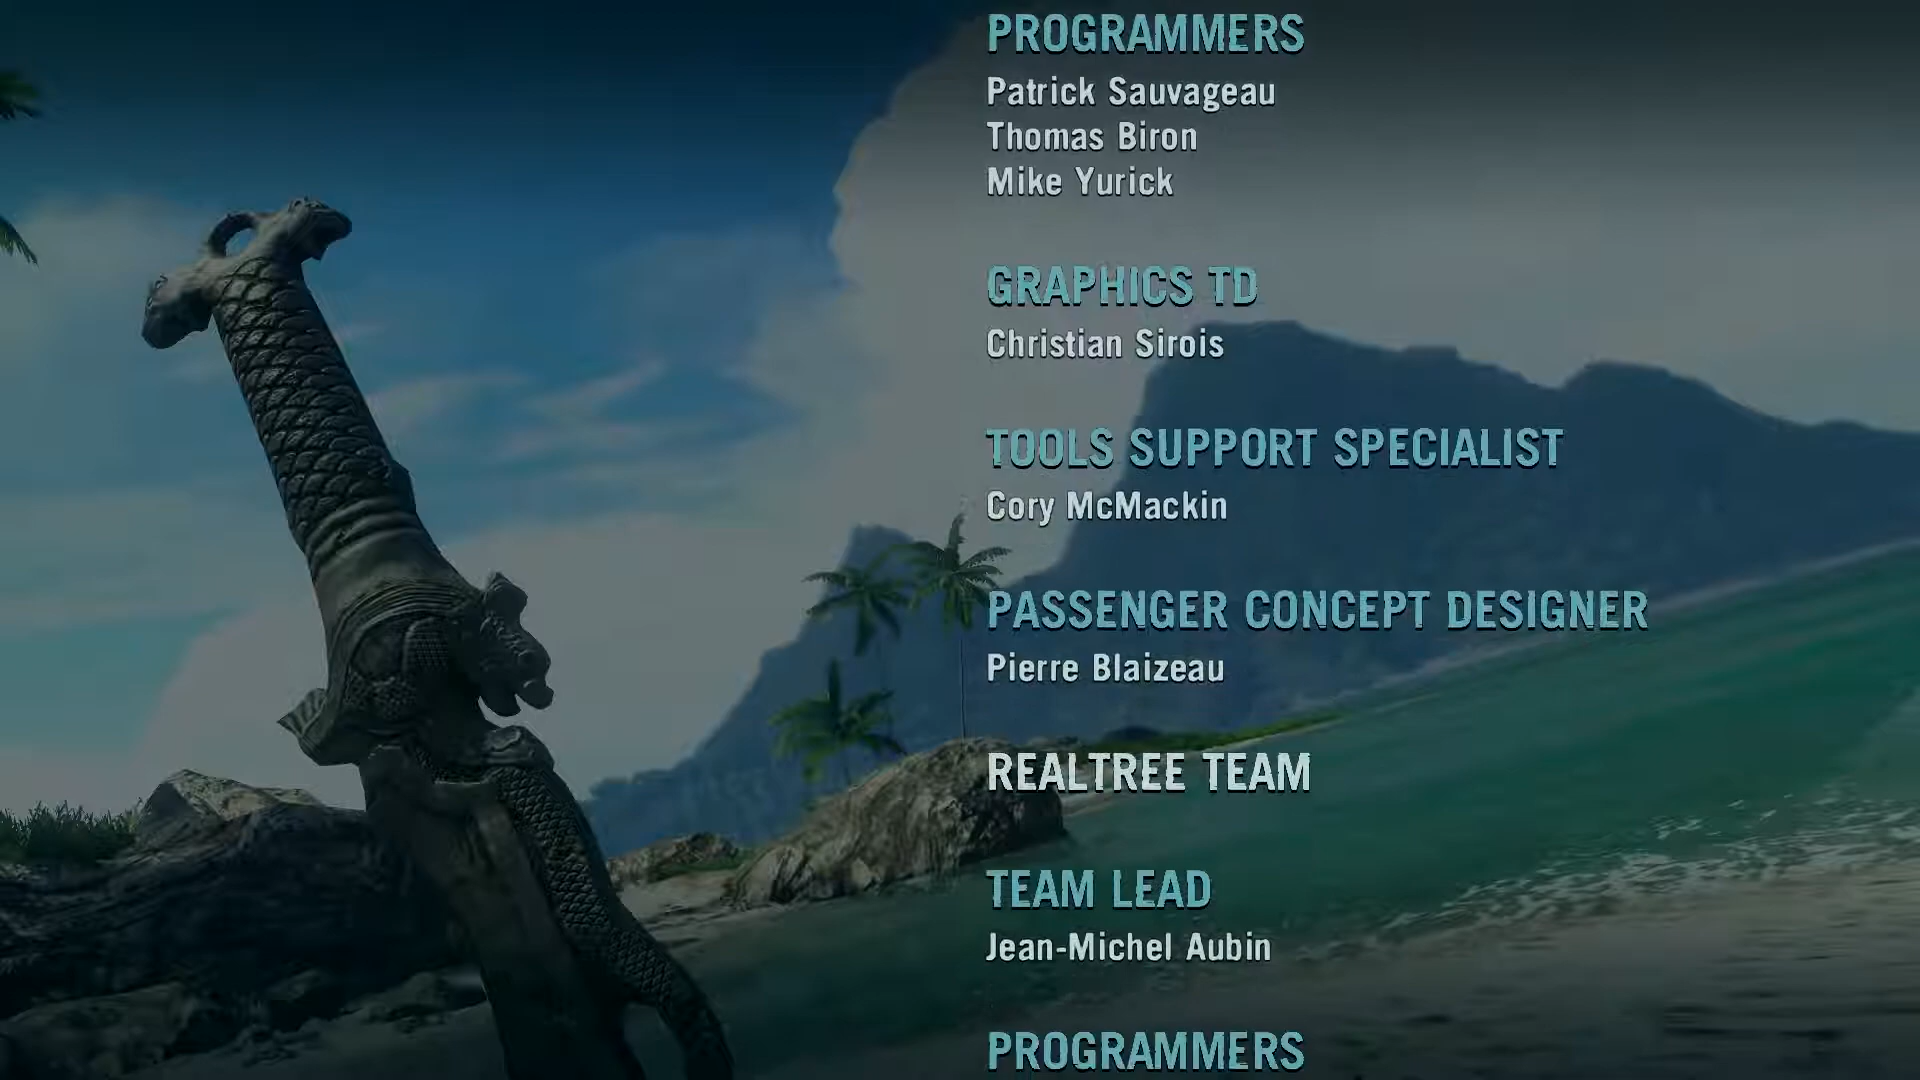 PROGRAMMERS
Patrick Sauvageau
Thomas Biron
Mike Yurick
GRAPHICS TD
Christian Sirois
TOOLS SUPPORT SPECIALIST
Cory McMackin
PASSENGER CONCEPT DESIGNER
Pierre Blaizeau
REALTREE TEAM
TEAM LEAD
Jean-Michel Aubin
PROGRAMMERS